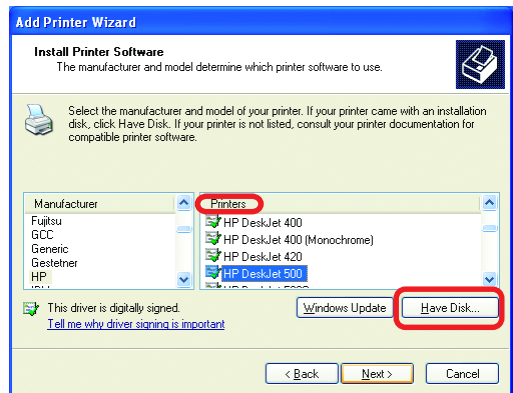 Add Printer Wizard
Install Printer Software
The manufacturer and model determine which printer software to use.
Select the manufacturer and model of your printer. If your printer came with an installation
disk, click Have Disk. If your printer is not listed, consult your printer documentation for
compatible printer software.
Manufacturer
Fujitsu
GCC
Generic
Gestetner
HP
Printers
HP DeskJet 400
HP DeskJet 400 (Monochrome)
HP DeskJet 420
HP DeskJet 500
This driver is digitally signed.
Tell me why driver signing is important
Windows Update
Have Disk...
< Back
Next >
Cancel